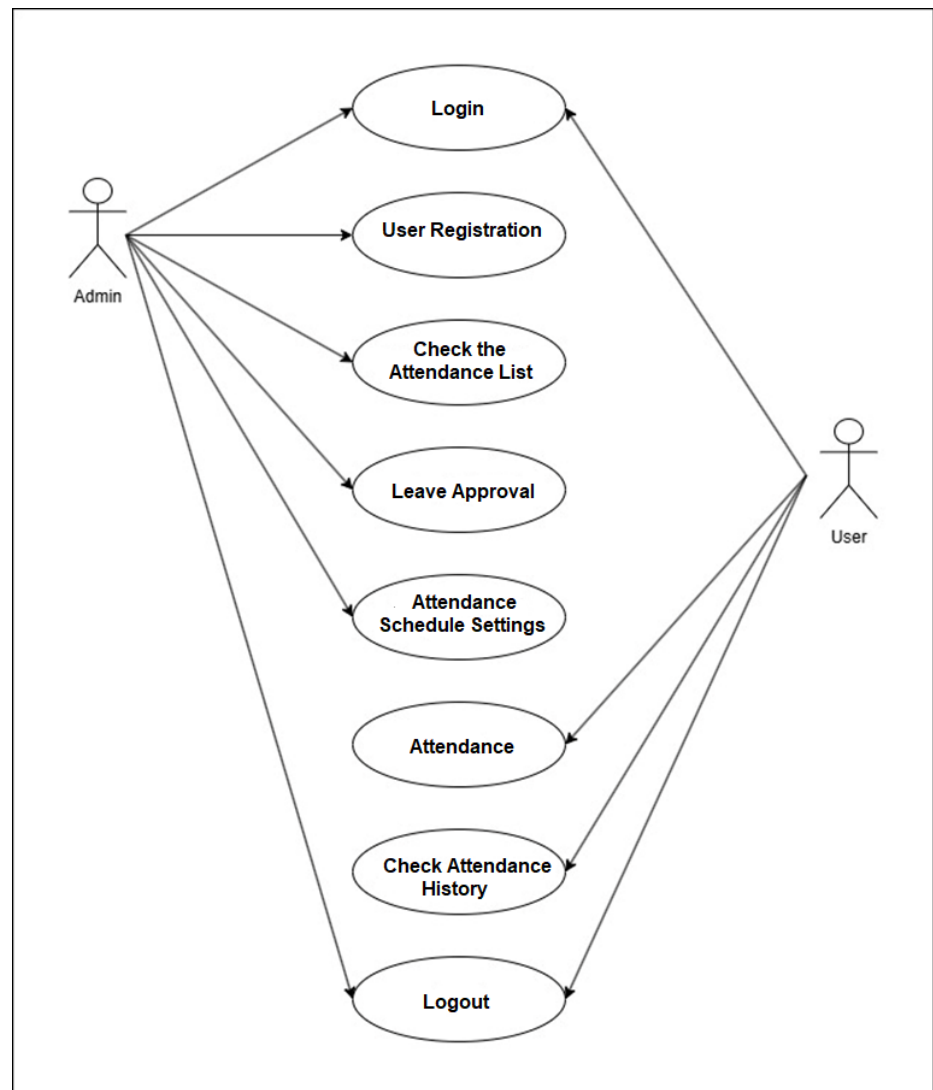 Login
User Registration
Admin
Check the
Attendance List
Leave Approval
User
Attendance
Schedule Settings
Attendance
Check Attendance
History
Logout